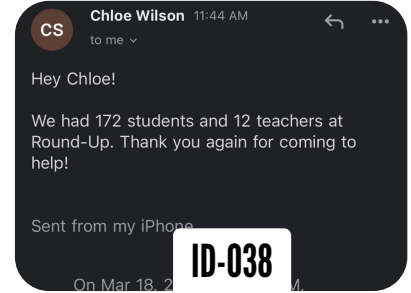 CS
Chloe Wilson 11:44 AM
to me
Hey Chloe!
We had 172 students and 12 teachers at
Round-Up. Thank you again for coming to
help!
Sent from my iPhone
ID-038
On Mar 18, 2 M,